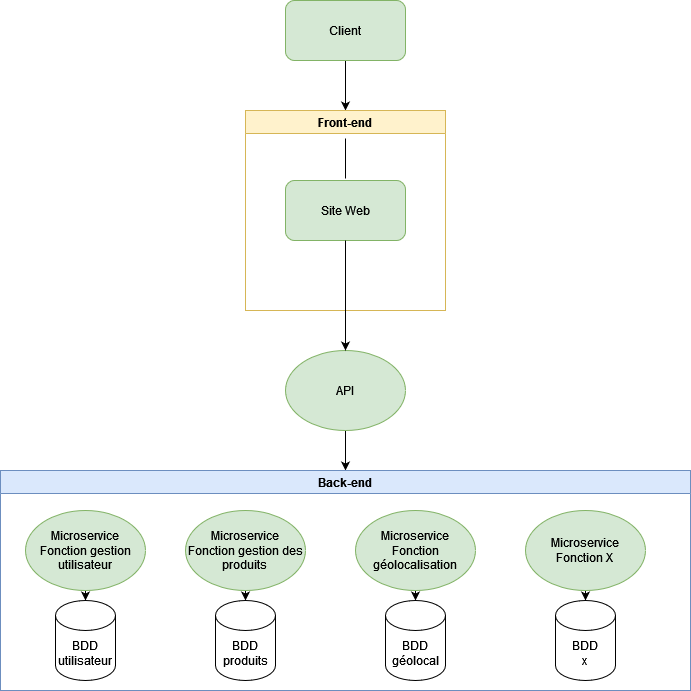 Client
Front-end
Site Web
API
Back-end
Microservice
Fonction gestion
utilisateur
Microservice
Fonction gestion des
produits
Microservice
Fonction
géolocalisation
Microservice
Fonction X
BDD
utilisateur
BDD
produits
BDD
géolocal
BDD
x